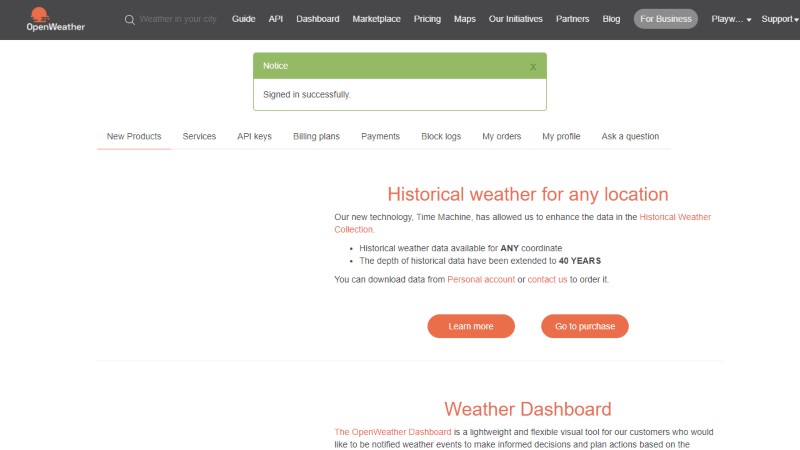 OpenWeather
Weather in your city
Guide API Dashboard Marketplace Pricing Maps Our Initiatives Partners Blog For Business Playw... Support
Notice x
Signed in successfully.
New Products Services API keys Billing plans Payments Block logs My orders My profile Ask a question
Historical weather for any location
Our new technology, Time Machine, has allowed us to enhance the data in the Historical Weather
Collection.
• Historical weather data available for ANY coordinate
• The depth of historical data have been extended to 40 YEARS
You can download data from Personal account or contact us to order it.
Learn more Go to purchase
Weather Dashboard
The OpenWeather Dashboard is a lightweight and flexible visual tool for our customers who would
like to be notified weather events to make informed decisions and plan actions based on the